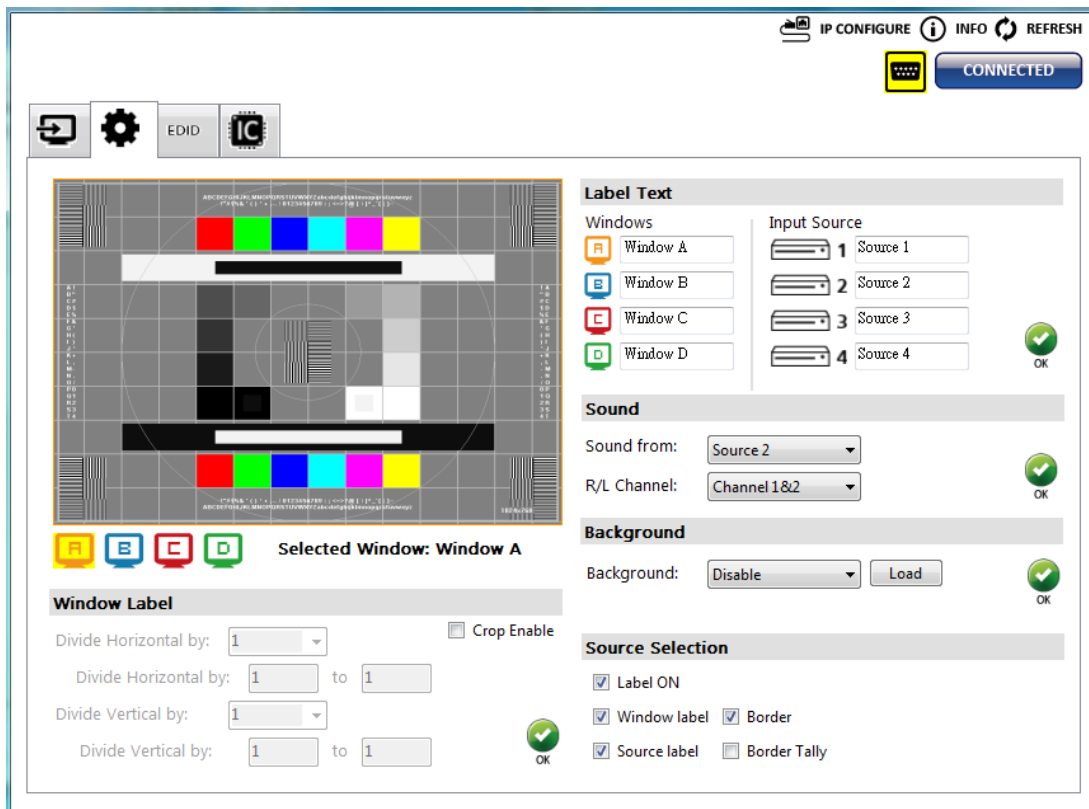 IP CONFIGURE INFO REFRESH
CONNECTED
EDID IC
ABCDEFGHIJKLMNOPQRSTUVWXYZabcdefghijklmnopqrstuvwxyz
1024x768
A B C D Selected Window: Window A
Window Label
Crop Enable
Divide Horizontal by: 1
Divide Horizontal by: 1 to 1
Divide Vertical by: 1
Divide Vertical by: 1 to 1
OK
Label Text
Windows Input Source
A Window A 1 Source 1
B Window B 2 Source 2
C Window C 3 Source 3
D Window D 4 Source 4
OK
Sound
Sound from: Source 2
R/L Channel: Channel 1&2
OK
Background
Background: Disable Load
OK
Source Selection
Label ON
Window label Border
Source label Border Tally